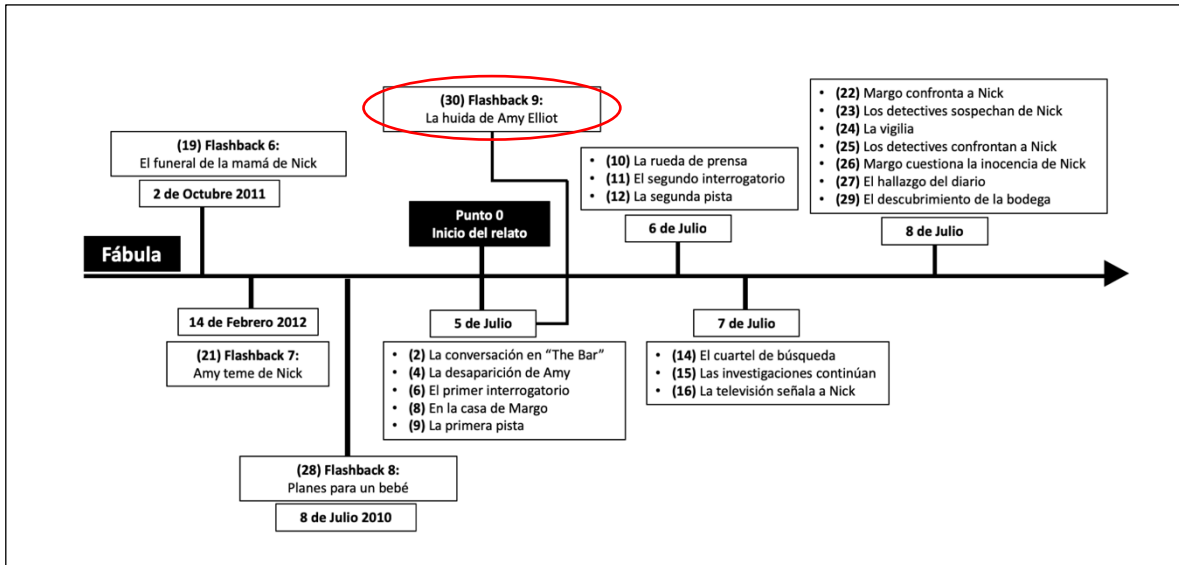 (30) Flashback 9:
La huida de Amy Elliot
(19) Flashback 6:
El funeral de la mamá de Nick
2 de Octubre 2011
Punto 0
Inicio del relato
• (10) La rueda de prensa
• (11) El segundo interrogatorio
• (12) La segunda pista
6 de Julio
• (22) Margo confronta a Nick
• (23) Los detectives sospechan de Nick
• (24) La vigilia
• (25) Los detectives confrontan a Nick
• (26) Margo cuestiona la inocencia de Nick
• (27) El hallazgo del diario
• (29) El descubrimiento de la bodega
8 de Julio
Fábula
14 de Febrero 2012
(21) Flashback 7:
Amy teme de Nick
(28) Flashback 8:
Planes para un bebé
8 de Julio 2010
5 de Julio
• (2) La conversación en “The Bar”
• (4) La desaparición de Amy
• (6) El primer interrogatorio
• (8) En la casa de Margo
• (9) La primera pista
7 de Julio
• (14) El cuartel de búsqueda
• (15) Las investigaciones continúan
• (16) La televisión señala a Nick